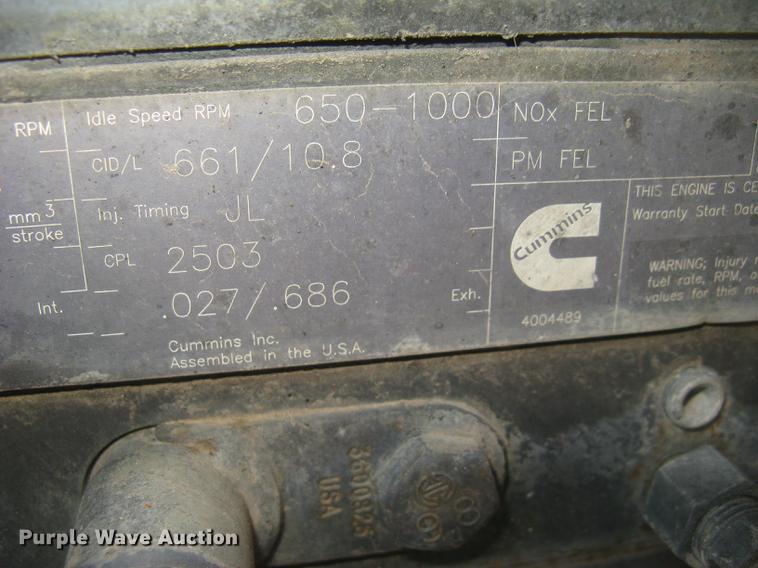 RPM Idle Speed RPM 650-1000 NOx FEL
CID/L 661/10.8 PM FEL
mm3 Inj. Timing JL
stroke
CPL 2503
Int. .027/.686 Exh.
Cummins Inc.
Assembled in the U.S.A.
Cummins
4004489
THIS ENGINE IS CE
Warranty Start Date
WARNING; Injury
fuel rate, RPM, o
values for this m
USA
Purple Wave Auction